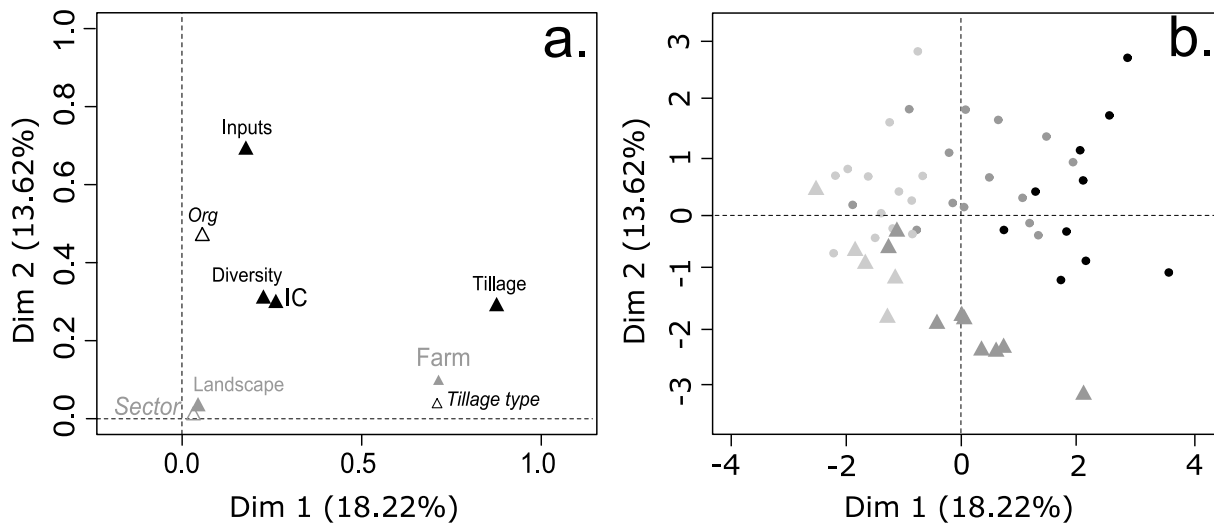 a.
Dim 2 (13.62%)
1.0
0.8
0.6
0.4
0.2
0.0
Inputs
Org
Diversity
IC
Tillage
Farm
Tillage type
Landscape
Sector
0.0 0.5 1.0
Dim 1 (18.22%)
b.
Dim 2 (13.62%)
3
2
1
0
-1
-2
-3
-4 -2 0 2 4
Dim 1 (18.22%)